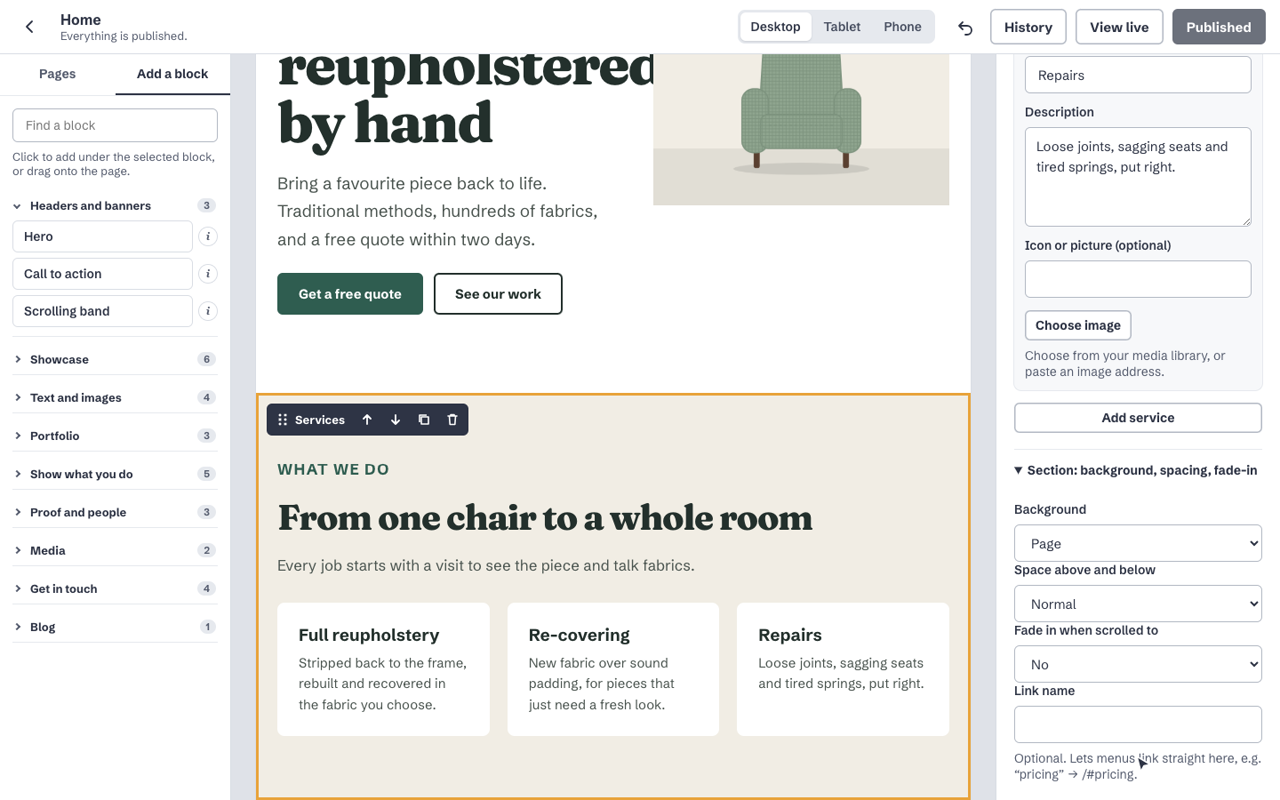 Home
Everything is published.
Desktop
Tablet
Phone
History
View live
Published
Pages
Add a block
Find a block
Click to add under the selected block,
or drag onto the page.
Headers and banners
3
Hero
i
Call to action
i
Scrolling band
i
Showcase
6
Text and images
4
Portfolio
3
Show what you do
5
Proof and people
3
Media
2
Get in touch
4
Blog
1
reupholstered
by hand
Bring a favourite piece back to life.
Traditional methods, hundreds of fabrics,
and a free quote within two days.
Get a free quote
See our work
Services
WHAT WE DO
From one chair to a whole room
Every job starts with a visit to see the piece and talk fabrics.
Full reupholstery
Stripped back to the frame,
rebuilt and recovered in
the fabric you choose.
Re-covering
New fabric over sound
padding, for pieces that
just need a fresh look.
Repairs
Loose joints, sagging seats
and tired springs, put right.
Repairs
Description
Loose joints, sagging seats and
tired springs, put right.
Icon or picture (optional)
Choose image
Choose from your media library, or
paste an image address.
Add service
Section: background, spacing, fade-in
Background
Page
Space above and below
Normal
Fade in when scrolled to
No
Link name
Optional. Lets menus link straight here, e.g.
“pricing” → /#pricing.